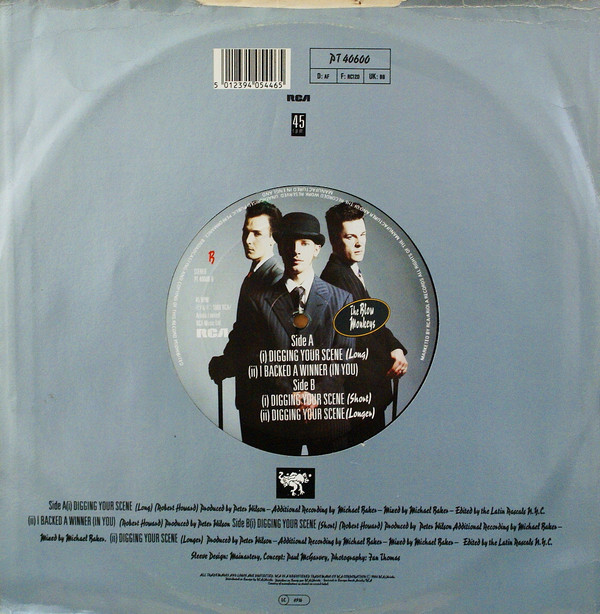 PT 40600
D: AF F: RC120 UK: 98
5 012394 054465
RCA
45
B
STEREO
RCA
The Blow
Monkeys
Side A
(i) DIGGING YOUR SCENE (Long)
(ii) I BACKED A WINNER (IN YOU)
Side B
(i) DIGGING YOUR SCENE (Short)
(ii) DIGGING YOUR SCENE (Longer)
Side A(i) DIGGING YOUR SCENE (Long) (Robert Howard) Produced by Peter Wilson – Additional Recording by Michael Baker – Mixed by Michael Baker – Edited by the Latin Rascals N.Y.C.
(ii) I BACKED A WINNER (IN YOU) (Robert Howard) Produced by Peter Wilson Side B(i) DIGGING YOUR SCENE (Short) (Robert Howard) Produced by Peter Wilson Additional Recording by Michael Baker –
Mixed by Michael Baker. (ii) DIGGING YOUR SCENE (Longer) Produced by Peter Wilson – Additional Recording by Michael Baker – Mixed by Michael Baker – Edited by the Latin Rascals N.Y.C.
Sleeve Design: Mainartery, Concept: Paul McGarvey, Photography: Ian Thomas